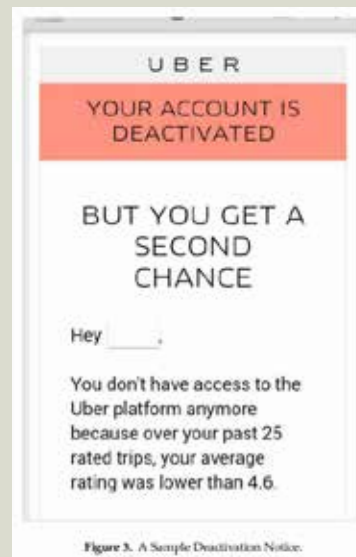 UBER
YOUR ACCOUNT IS
DEACTIVATED
BUT YOU GET A
SECOND
CHANCE
Hey _____,
You don't have access to the
Uber platform anymore
because over your past 25
rated trips, your average
rating was lower than 4.6.
Figure 3. A Sample Deactivation Notice.